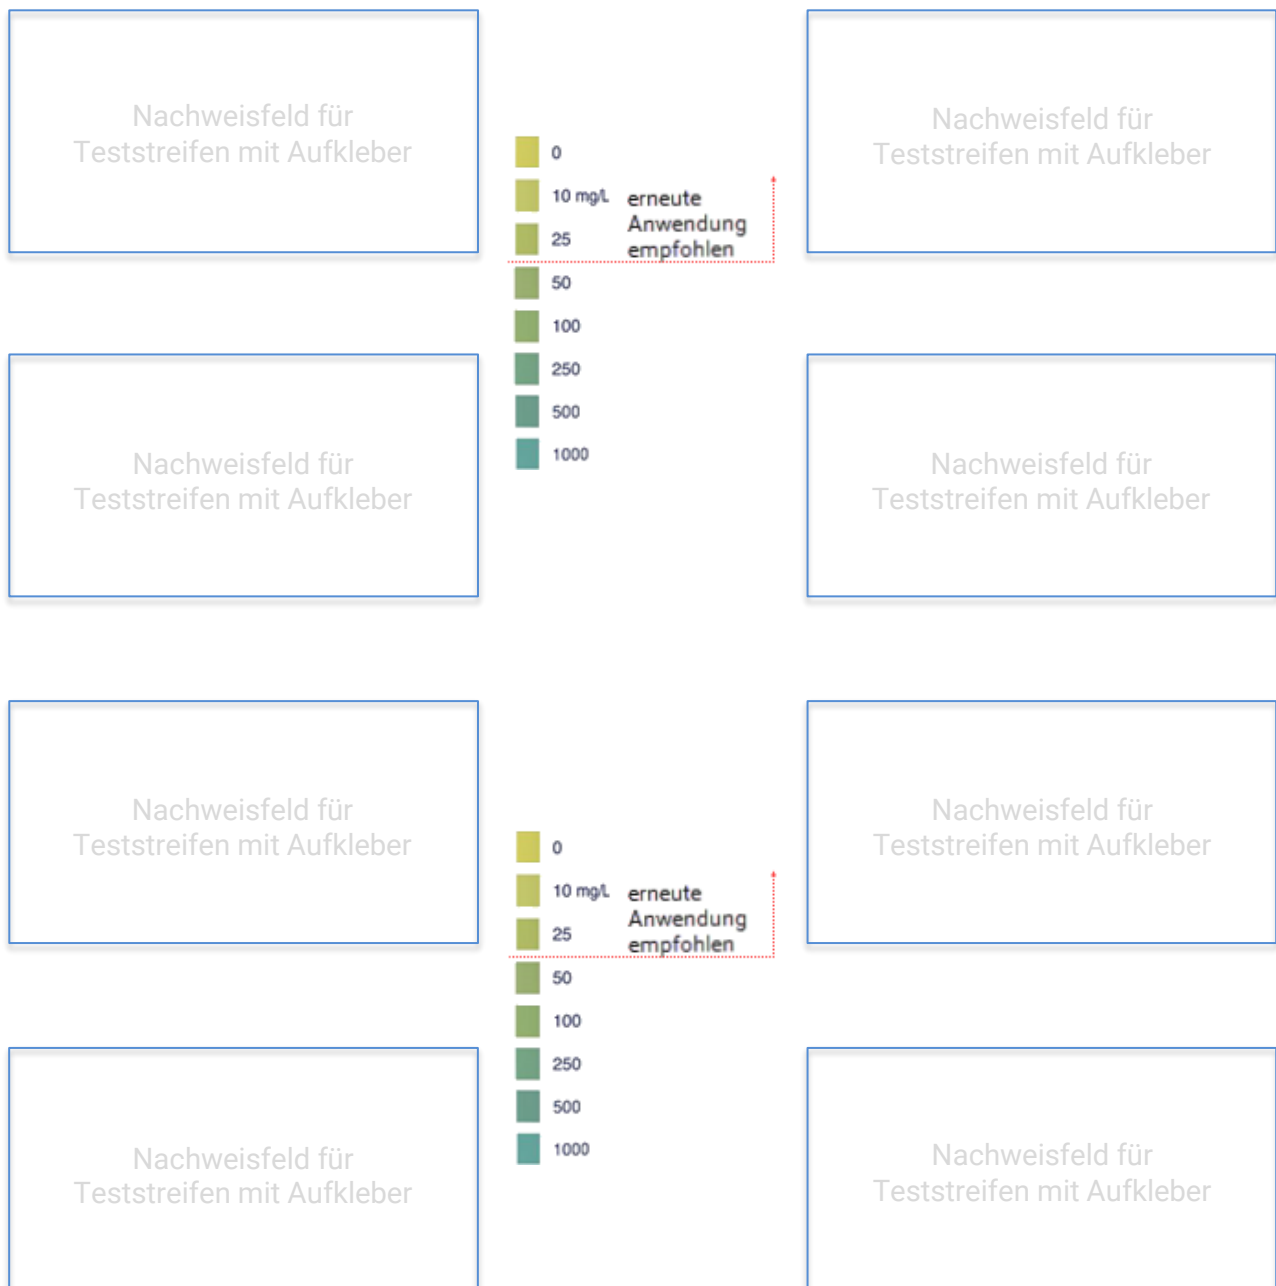 Nachweisfeld für
Teststreifen mit Aufkleber
Nachweisfeld für
Teststreifen mit Aufkleber
0
10 mg/L
25
erneute
Anwendung
empfohlen
50
100
250
500
1000
Nachweisfeld für
Teststreifen mit Aufkleber
Nachweisfeld für
Teststreifen mit Aufkleber
Nachweisfeld für
Teststreifen mit Aufkleber
Nachweisfeld für
Teststreifen mit Aufkleber
0
10 mg/L
25
erneute
Anwendung
empfohlen
50
100
250
500
1000
Nachweisfeld für
Teststreifen mit Aufkleber
Nachweisfeld für
Teststreifen mit Aufkleber